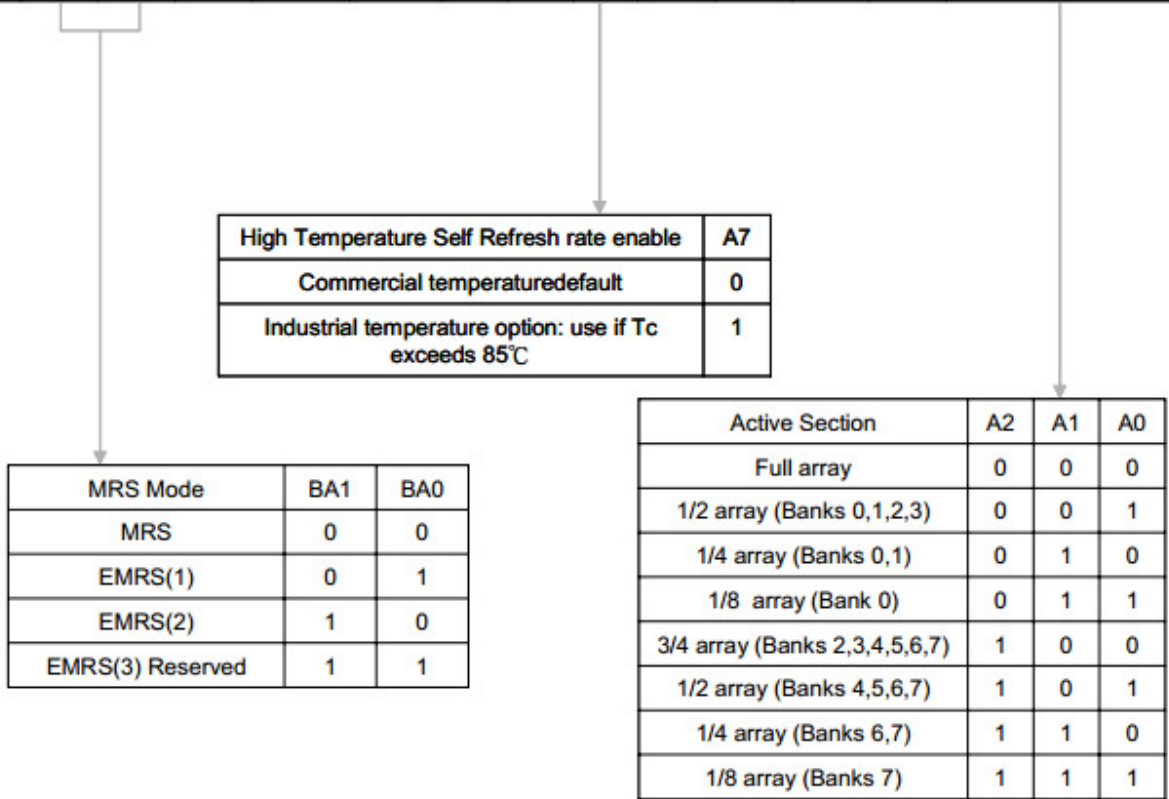 High Temperature Self Refresh rate enable A7
Commercial temperaturedefault 0
Industrial temperature option: use if Tc 1
exceeds 85℃
MRS Mode BA1 BA0
MRS 0 0
EMRS(1) 0 1
EMRS(2) 1 0
EMRS(3) Reserved 1 1
Active Section A2 A1 A0
Full array 0 0 0
1/2 array (Banks 0,1,2,3) 0 0 1
1/4 array (Banks 0,1) 0 1 0
1/8 array (Bank 0) 0 1 1
3/4 array (Banks 2,3,4,5,6,7) 1 0 0
1/2 array (Banks 4,5,6,7) 1 0 1
1/4 array (Banks 6,7) 1 1 0
1/8 array (Banks 7) 1 1 1